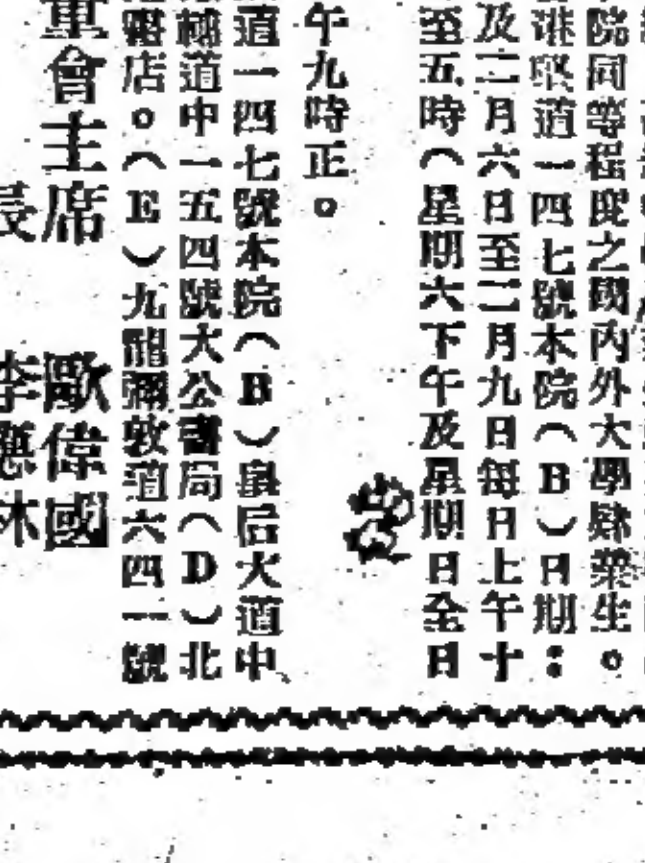 院同等程度之國內外大學肄業生。
港堅道一四七號本院（B）日期：
及二月六日至二月九日每日上午十
至五時（星期六下午及星期日全日
午九時正。
道一四七號本院（B）皇后大道中
道中一五四號大公書局（D）北
店。（E）九龍彌敦道六四一號
會主席 歐偉國
長 李應林